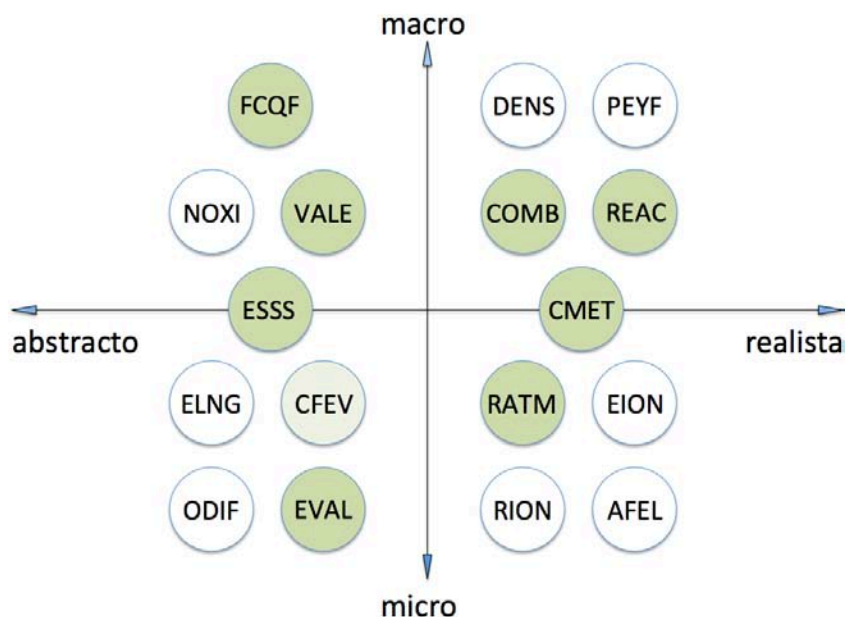 macro
FCQF DENS PEYF
NOXI VALE COMB REAC
ESSS CMET
abstracto realista
ELNG CFEV RATM EION
ODIF EVAL RION AFEL
micro